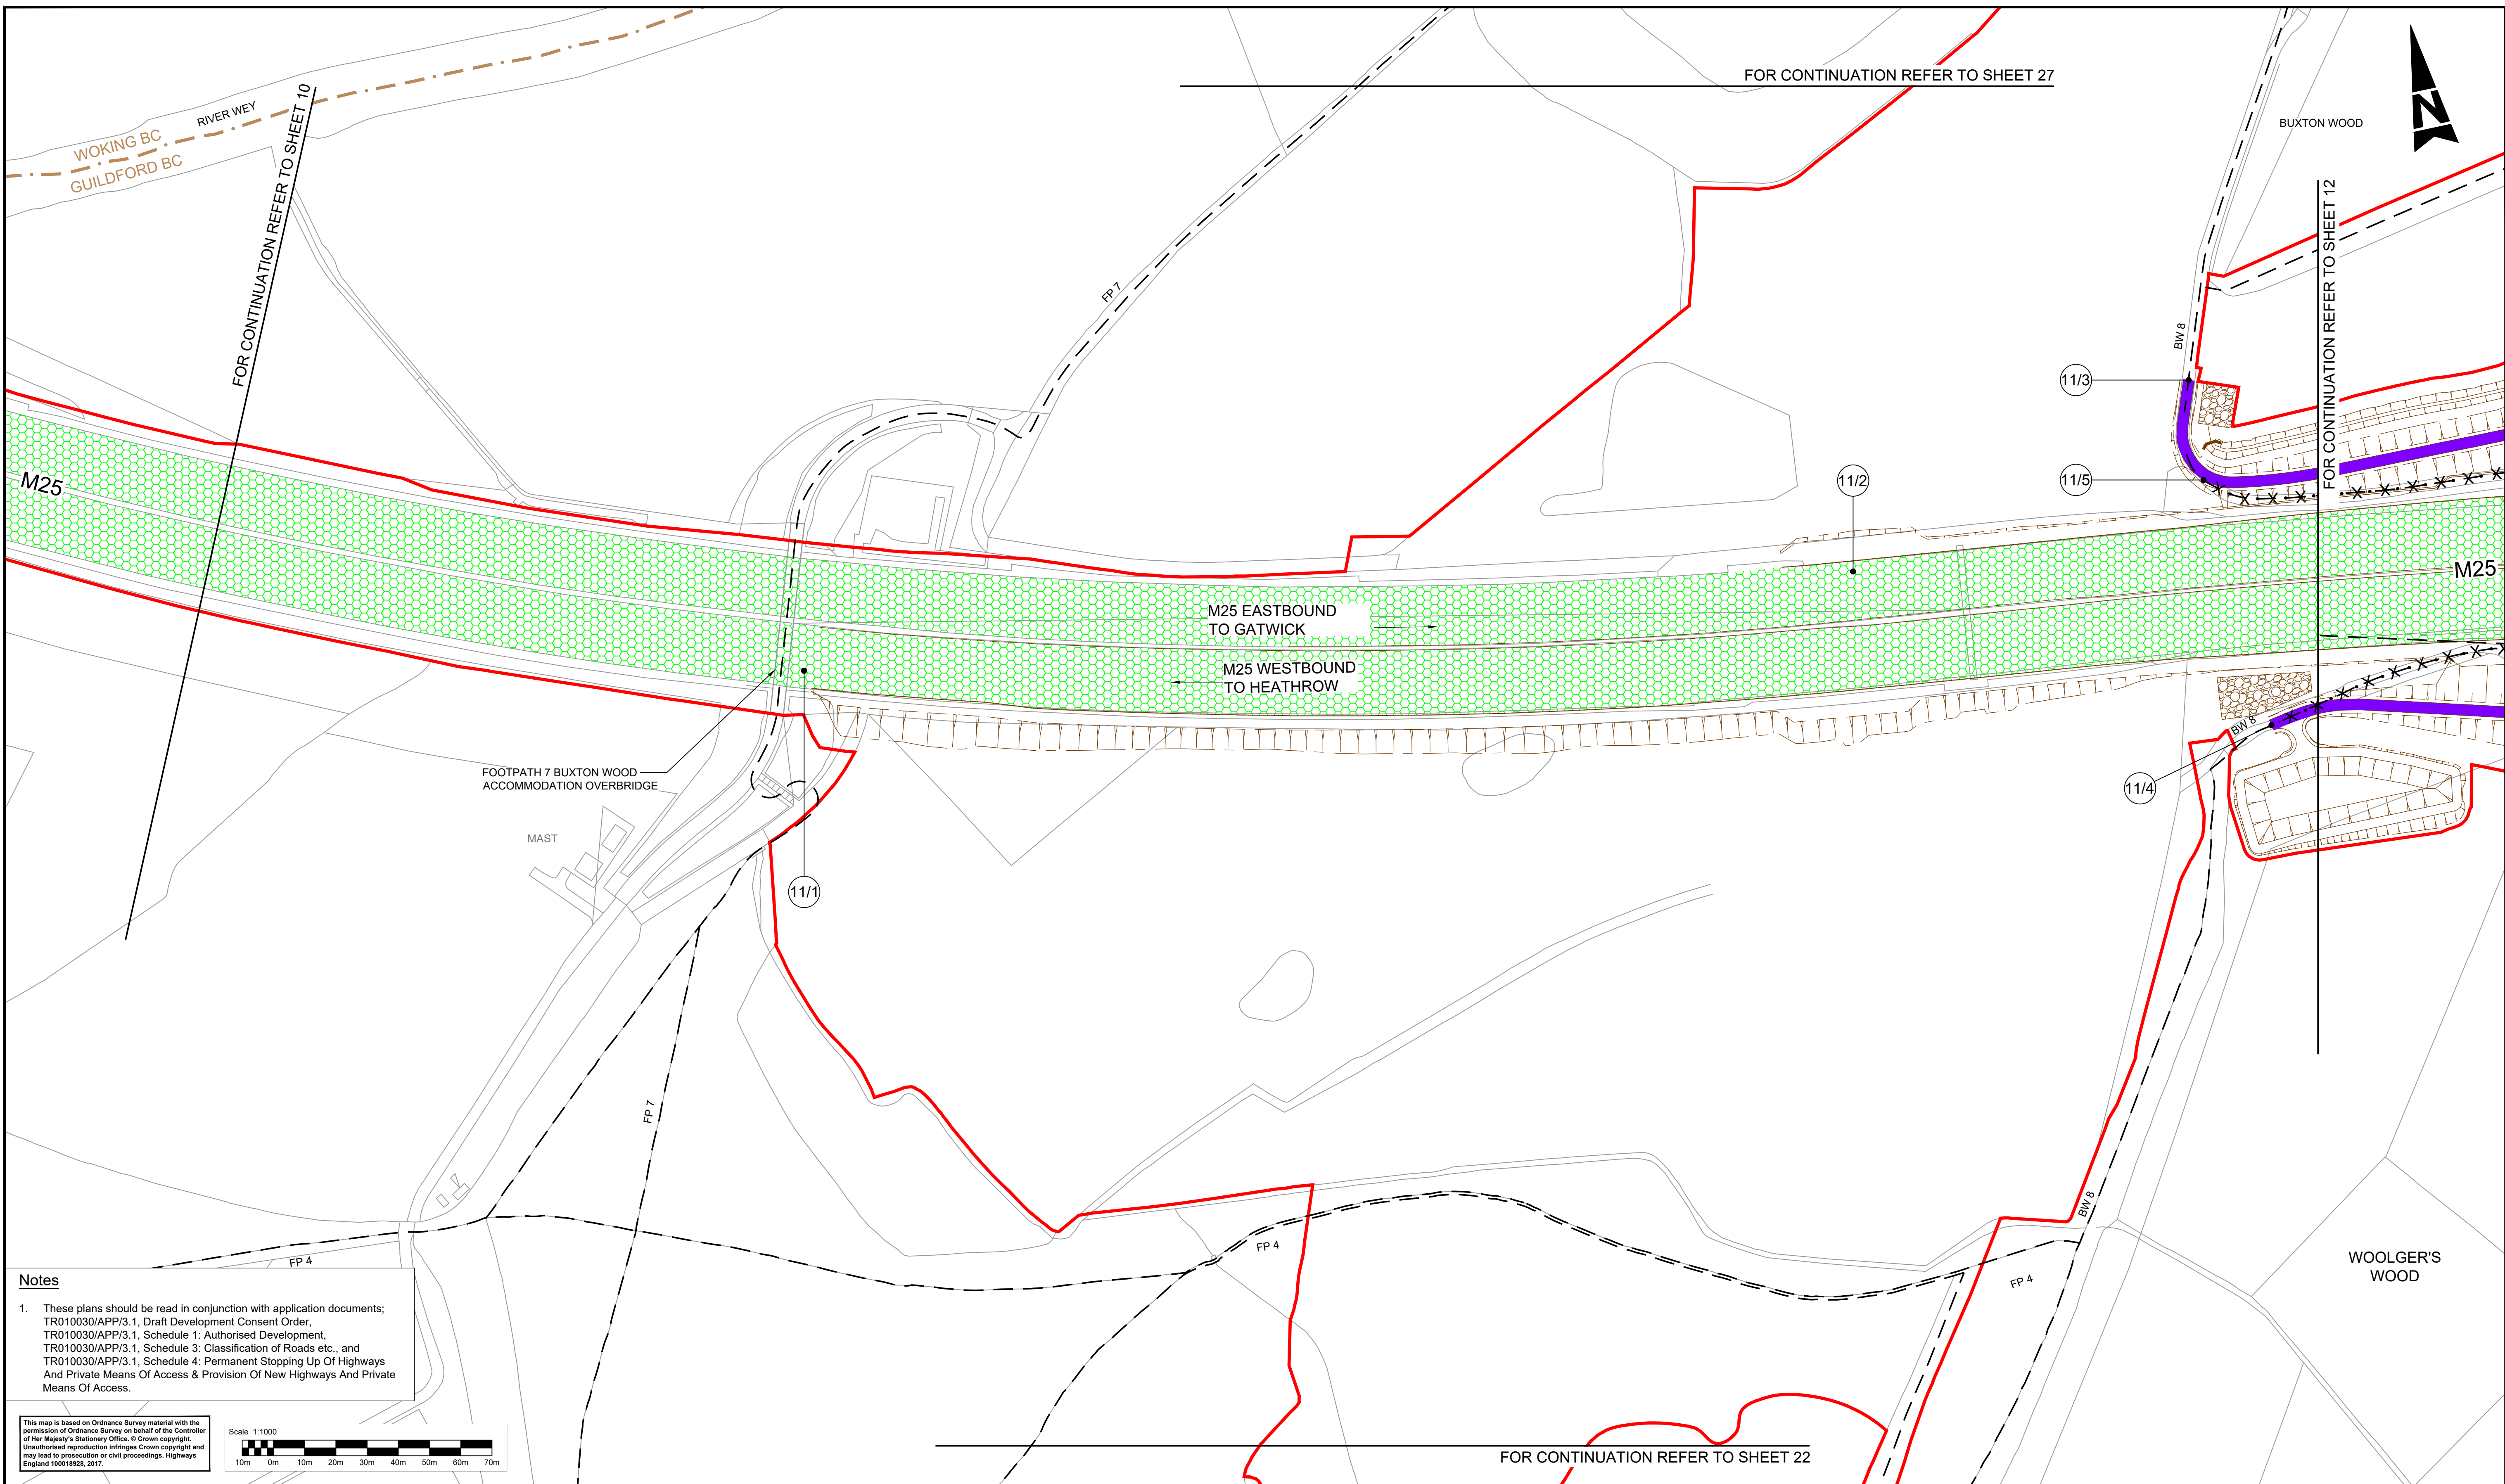 FOR CONTINUATION REFER TO SHEET 27
N
BUXTON WOOD
RIVER WEY
WOKING BC
GUILDFORD BC
FOR CONTINUATION REFER TO SHEET 10
FOR CONTINUATION REFER TO SHEET 12
FP 7
BW 8
11/3
11/5
11/2
M25
M25
M25 EASTBOUND
TO GATWICK
M25 WESTBOUND
TO HEATHROW
BW 8
FOOTPATH 7 BUXTON WOOD
ACCOMMODATION OVERBRIDGE
11/4
MAST
11/1
FP 7
BW 8
FP 4
FP 4
FP 4
WOOLGER'S
WOOD
Notes
1. These plans should be read in conjunction with application documents;
TR010030/APP/3.1, Draft Development Consent Order,
TR010030/APP/3.1, Schedule 1: Authorised Development,
TR010030/APP/3.1, Schedule 3: Classification of Roads etc., and
TR010030/APP/3.1, Schedule 4: Permanent Stopping Up Of Highways
And Private Means Of Access & Provision Of New Highways And Private
Means Of Access.
This map is based on Ordnance Survey material with the
permission of Ordnance Survey on behalf of the Controller
of Her Majesty's Stationery Office. © Crown copyright.
Unauthorised reproduction infringes Crown copyright and
may lead to prosecution or civil proceedings. Highways
England 100018928, 2017.
Scale 1:1000
10m 0m 10m 20m 30m 40m 50m 60m 70m
FOR CONTINUATION REFER TO SHEET 22